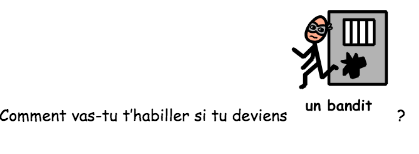 un bandit
Comment vas-tu t'habiller si tu deviens ?